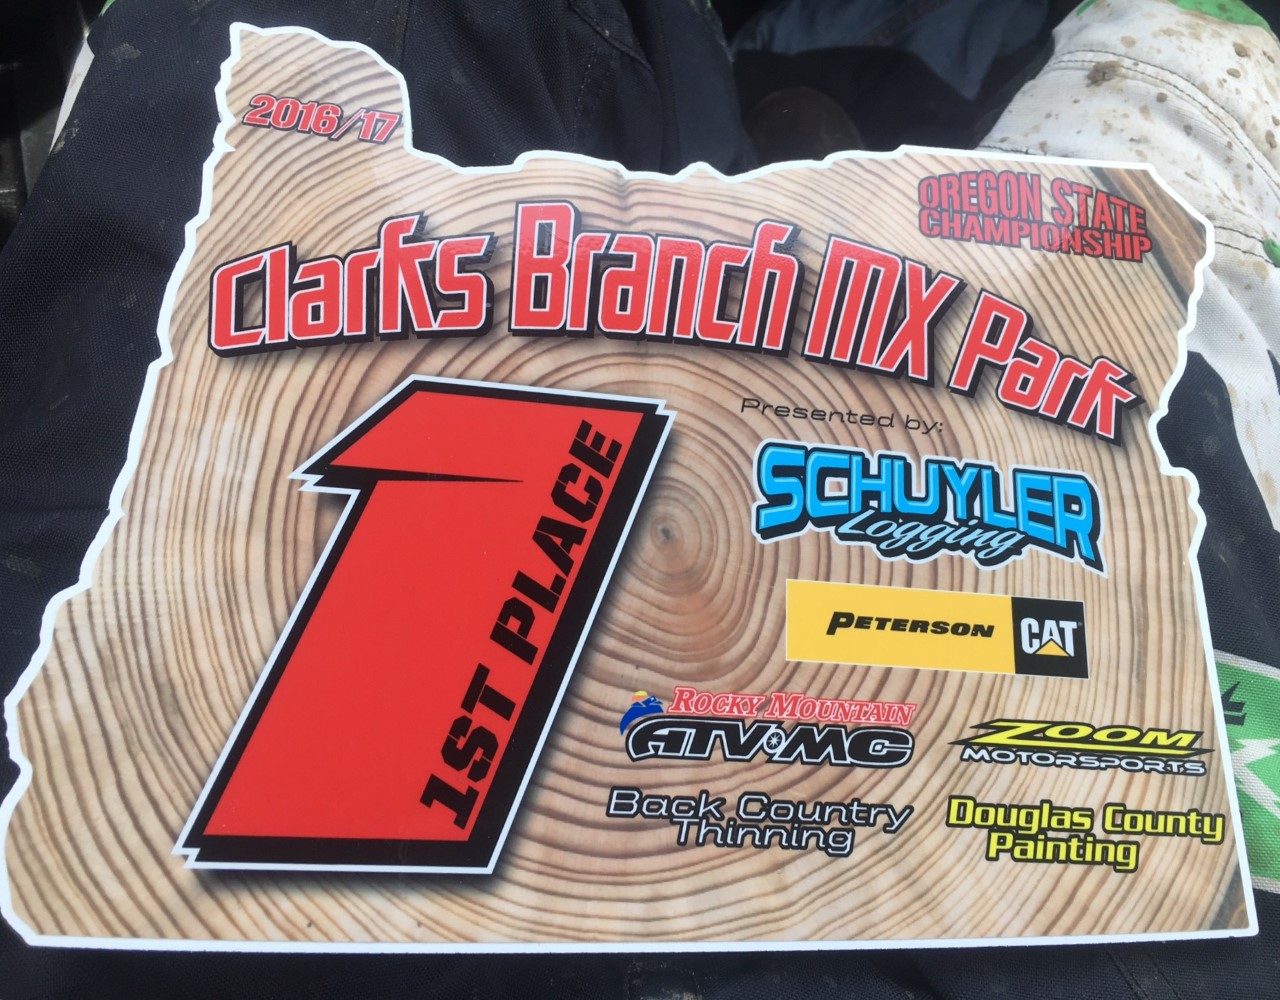 2016/17
OREGON STATE
CHAMPIONSHIP
Clarks Branch MX Park
1
1ST PLACE
Presented by:
SCHUYLER
Logging
PETERSON CAT
ROCKY MOUNTAIN
ATV MC
ZOOM
MOTORSPORTS
Back Country
Thinning
Douglas County
Painting